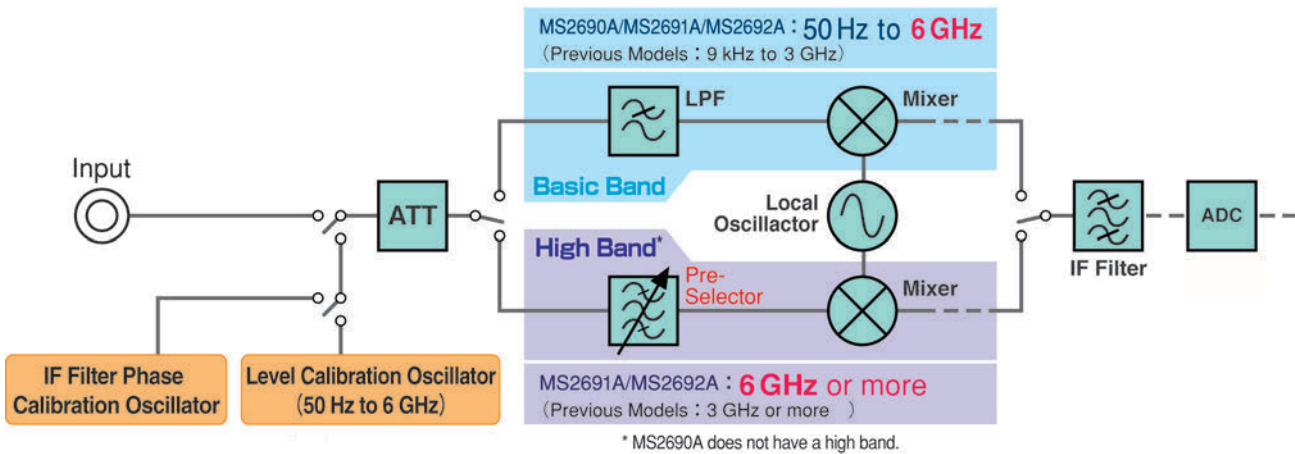 MS2690A/MS2691A/MS2692A : 50 Hz to 6 GHz
(Previous Models : 9 kHz to 3 GHz)
LPF
Mixer
Input
Basic Band
ATT
Local
Oscillactor
ADC
High Band*
IF Filter
Pre-
Selector
Mixer
IF Filter Phase
Calibration Oscillator
Level Calibration Oscillator
(50 Hz to 6 GHz)
MS2691A/MS2692A : 6 GHz or more
(Previous Models : 3 GHz or more )
* MS2690A does not have a high band.